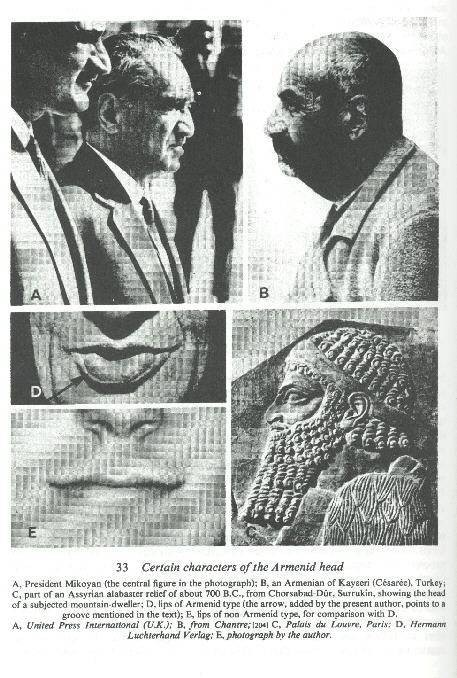 A
B
D
E
C
33 Certain characters of the Armenid head
A, President Mikoyan (the central figure in the photograph); B, an Armenian of Kayseri (Césarée), Turkey;
C, part of an Assyrian alabaster relief of about 700 B.C., from Chorsabad-Dûr, Surrukin, showing the head
of a subjected mountain-dweller; D, lips of Armenid type (the arrow, added by the present author, points to a
groove mentioned in the text); E, lips of non Armenid type, for comparison with D.
A, United Press International (U.K.); B, from Chantre;[204] C, Palais du Louvre, Paris; D, Hermann
Luchterhand Verlag; E, photograph by the author.